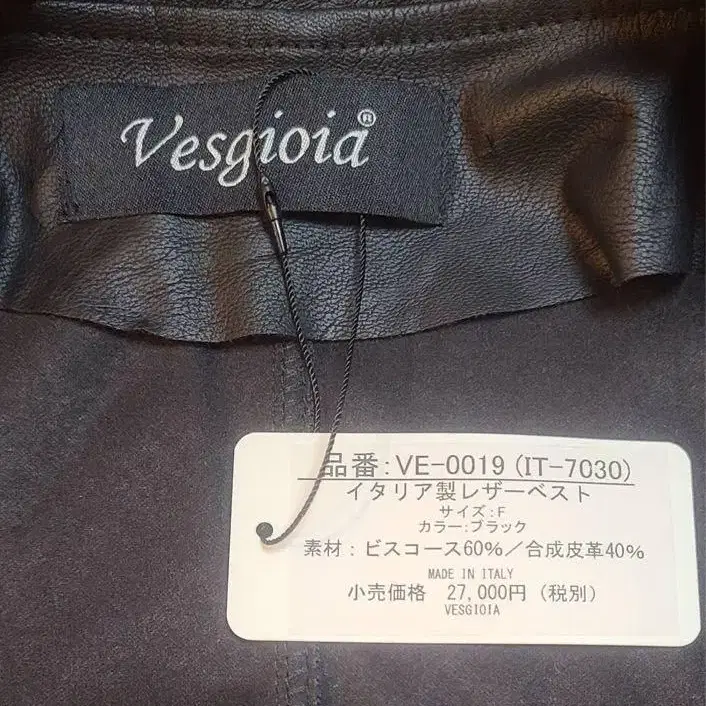 Vesgioia®
品番:VE-0019(IT-7030)
イタリア製レザーベスト
サイズ:F
カラー:ブラック
素材：ビスコース60％／合成皮革40％
MADE IN ITALY
小売価格　27,000円（税別）
VESGIOIA